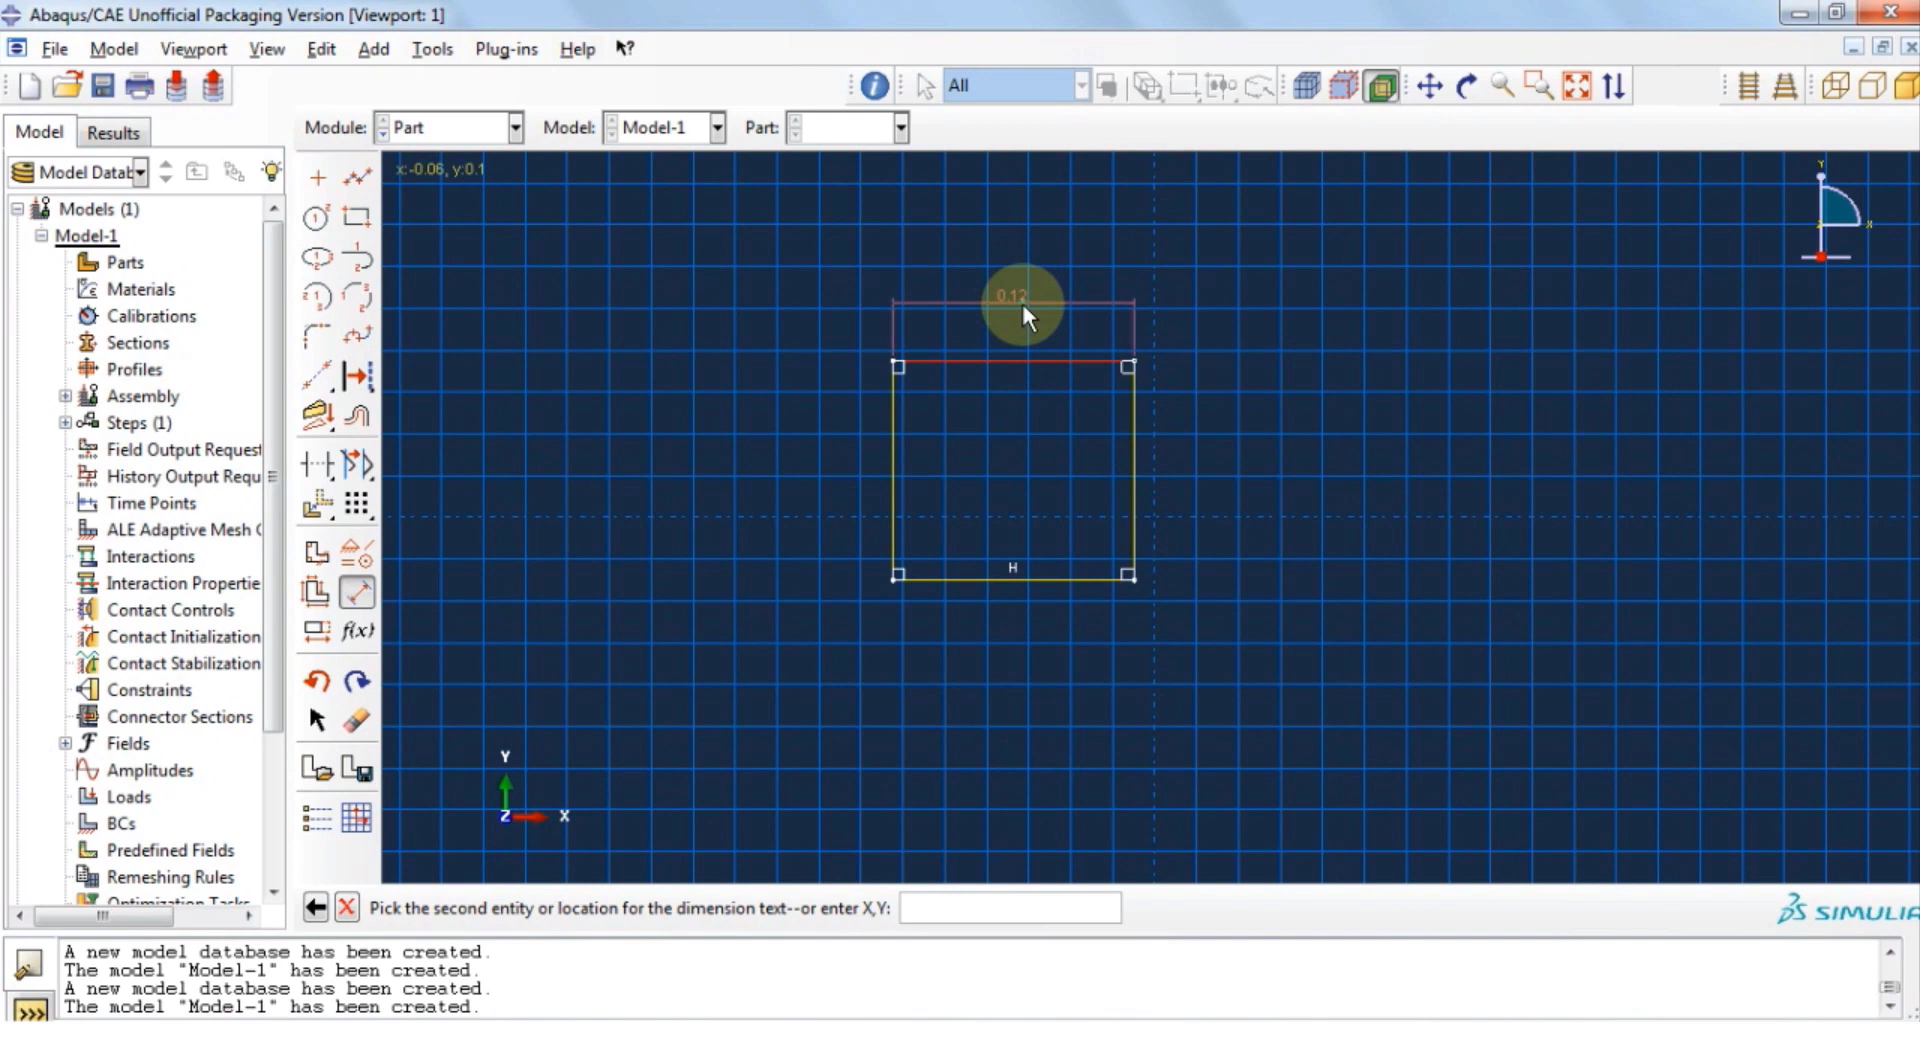 Abaqus/CAE Unofficial Packaging Version [Viewport: 1]
File Model Viewport View Edit Add Tools Plug-ins Help
All
Model Results
Module: Part Model: Model-1 Part:
Model Datab
x:-0.06, y:0.1
Models (1)
Model-1
Parts
Materials
Calibrations
Sections
Profiles
Assembly
Steps (1)
Field Output Request
History Output Requ
Time Points
ALE Adaptive Mesh C
Interactions
Interaction Propertie
Contact Controls
Contact Initialization
Contact Stabilization
Constraints
Connector Sections
Fields
Amplitudes
Loads
BCs
Predefined Fields
Remeshing Rules
Optimization Tasks
f(x)
0.12
H
Y
X
Y
Z X
Pick the second entity or location for the dimension text--or enter X,Y:
SIMULIA
A new model database has been created.
The model "Model-1" has been created.
A new model database has been created.
The model "Model-1" has been created.
>>>